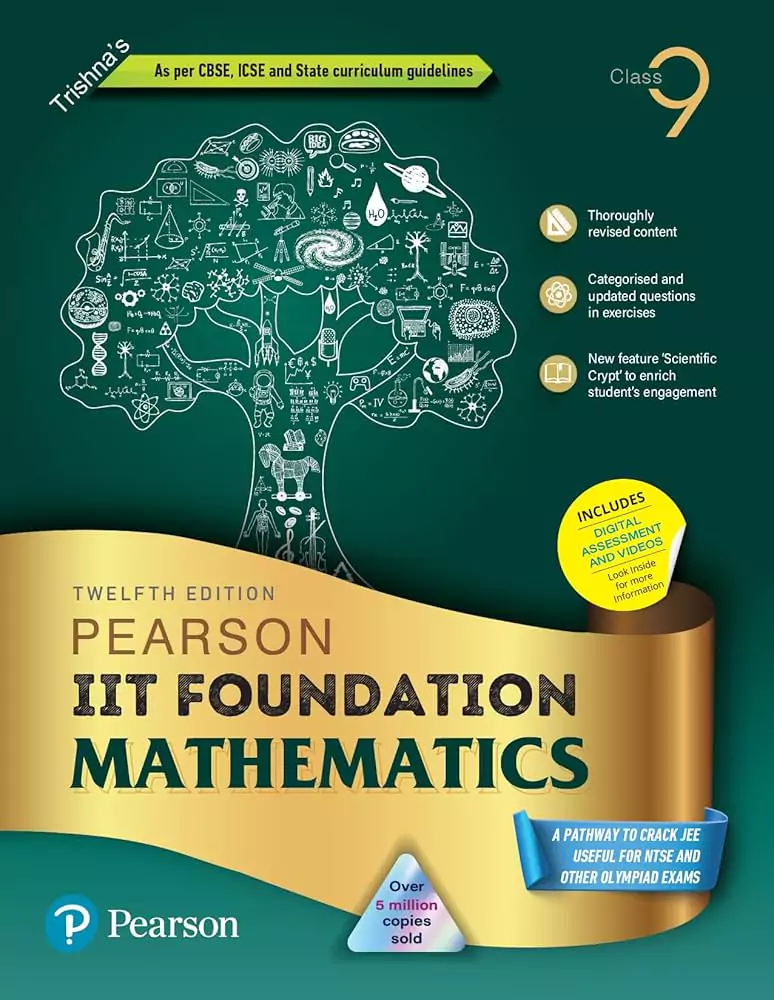 Trishna's
As per CBSE, ICSE and State curriculum guidelines
Class 9
Thoroughly
revised content
Categorised and
updated questions
in exercises
New feature 'Scientific
Crypt' to enrich
student's engagement
BIG
IDEA
H₂O
INCLUDES
DIGITAL
ASSESSMENT
AND VIDEOS
Look Inside
for more
Information
TWELFTH EDITION
PEARSON
IIT FOUNDATION
MATHEMATICS
A PATHWAY TO CRACK JEE
USEFUL FOR NTSE AND
OTHER OLYMPIAD EXAMS
Over
5 million
copies
sold
P Pearson